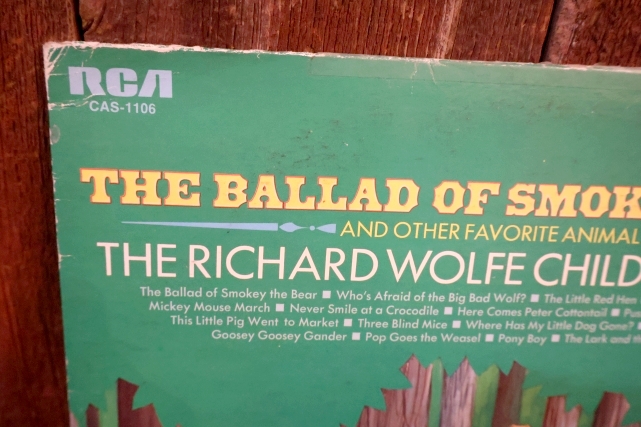 RCA
CAS-1106
THE BALLAD OF SMOK
AND OTHER FAVORITE ANIMAL
THE RICHARD WOLFE CHILD
The Ballad of Smokey the Bear ■ Who's Afraid of the Big Bad Wolf? ■ The Little Red Hen
Mickey Mouse March ■ Never Smile at a Crocodile ■ Here Comes Peter Cottontail ■ Pus
This Little Pig Went to Market ■ Three Blind Mice ■ Where Has My Little Dog Gone? ■
Goosey Goosey Gander ■ Pop Goes the Weasel ■ Pony Boy ■ The Lark and th